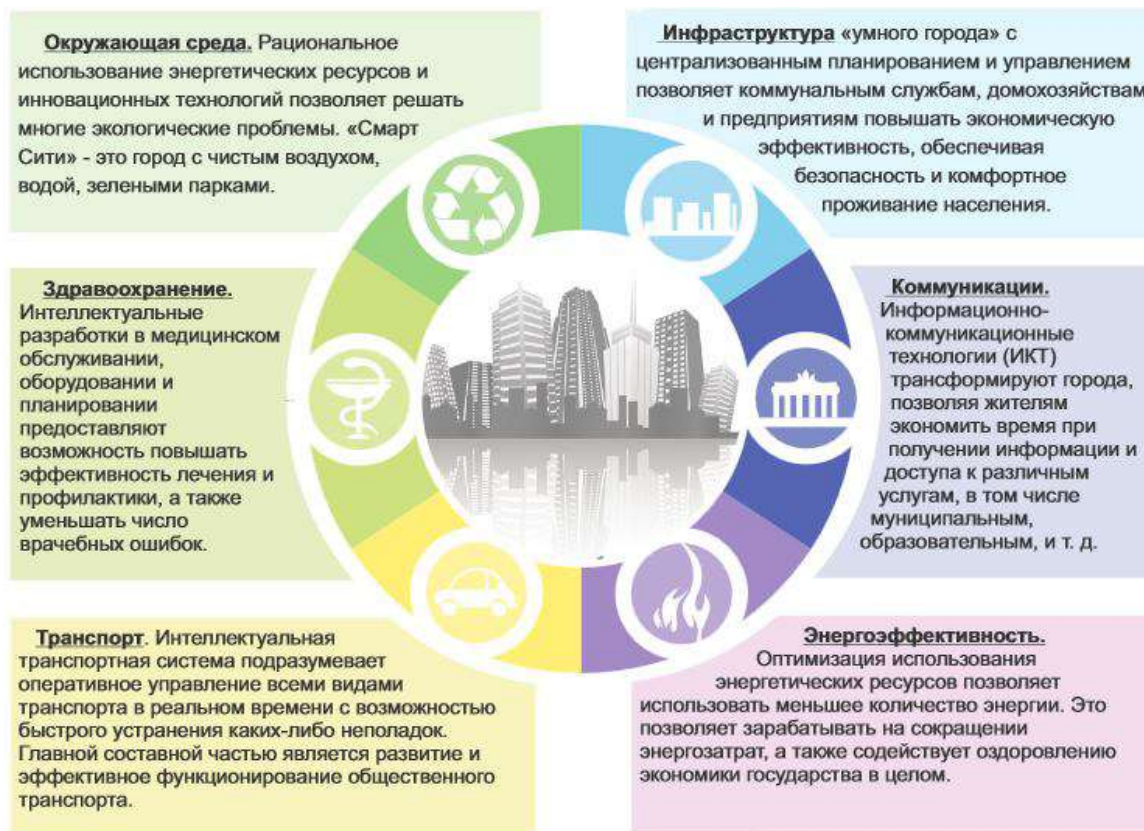 Окружающая среда. Рациональное
использование энергетических ресурсов и
инновационных технологий позволяет решать
многие экологические проблемы. «Смарт
Сити» - это город с чистым воздухом,
водой, зелеными парками.
Инфраструктура «умного города» с
централизованным планированием и управлением
позволяет коммунальным службам, домохозяйствам
и предприятиям повышать экономическую
эффективность, обеспечивая
безопасность и комфортное
проживание населения.
Здравоохранение.
Интеллектуальные
разработки в медицинском
обслуживании,
оборудовании и
планировании
предоставляют
возможность повышать
эффективность лечения и
профилактики, а также
уменьшать число
врачебных ошибок.
Коммуникации.
Информационно-
коммуникационные
технологии (ИКТ)
трансформируют города,
позволяя жителям
экономить время при
получении информации и
доступа к различным
услугам, в том числе
муниципальным,
образовательным, и т. д.
Транспорт. Интеллектуальная
транспортная система подразумевает
оперативное управление всеми видами
транспорта в реальном времени с возможностью
быстрого устранения каких-либо неполадок.
Главной составной частью является развитие и
эффективное функционирование общественного
транспорта.
Энергоэффективность.
Оптимизация использования
энергетических ресурсов позволяет
использовать меньшее количество энергии. Это
позволяет зарабатывать на сокращении
энергозатрат, а также содействует оздоровлению
экономики государства в целом.